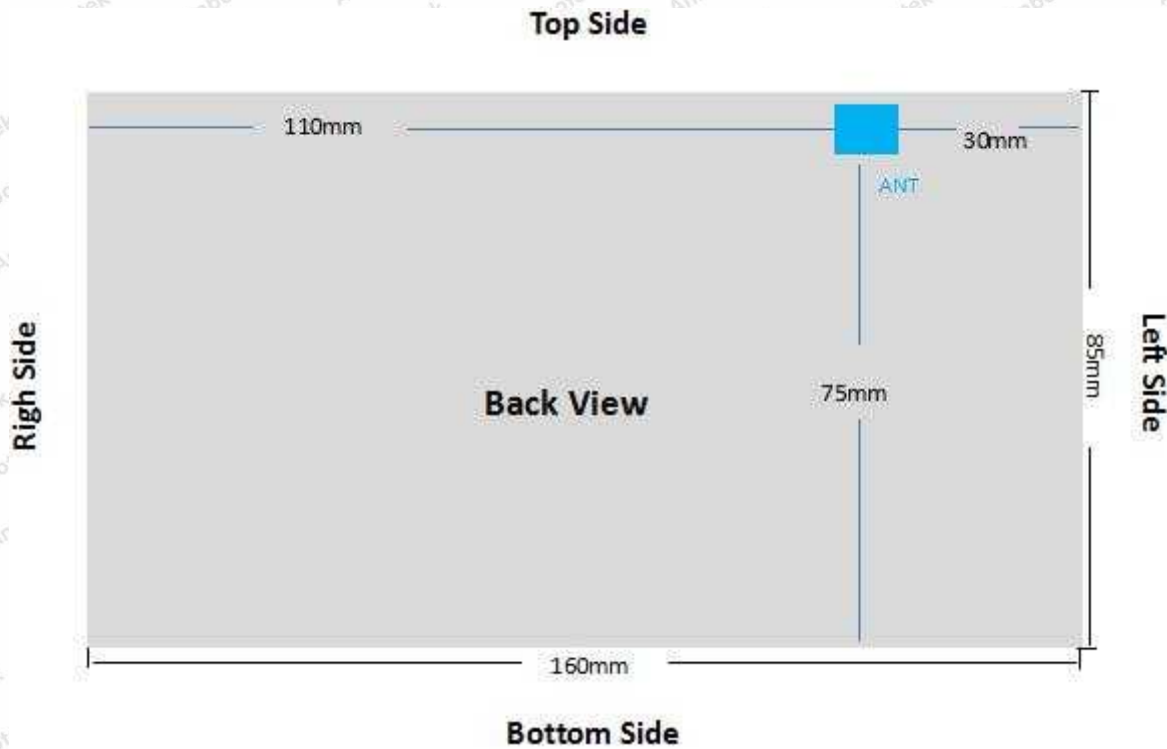 Top Side
110mm
30mm
ANT
Righ Side
Left Side
85mm
Back View
75mm
160mm
Bottom Side